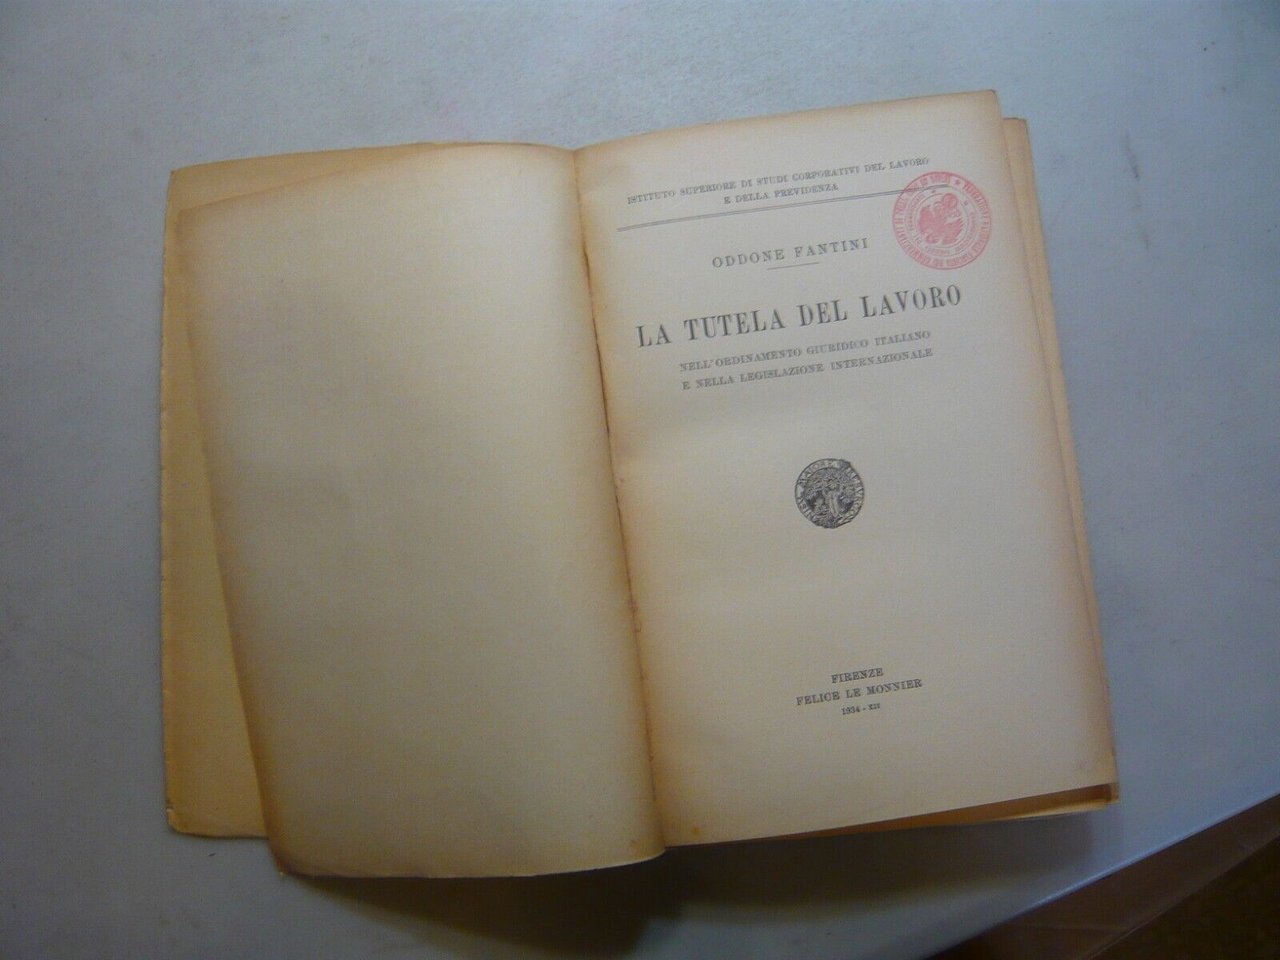 ISTITUTO SUPERIORE DI STUDI CORPORATIVI DEL LAVORO
E DELLA PREVIDENZA
ODDONE FANTINI
LA TUTELA DEL LAVORO
NELL'ORDINAMENTO GIURIDICO ITALIANO
E NELLA LEGISLAZIONE INTERNAZIONALE
FIRENZE
FELICE LE MONNIER
1934 - XII